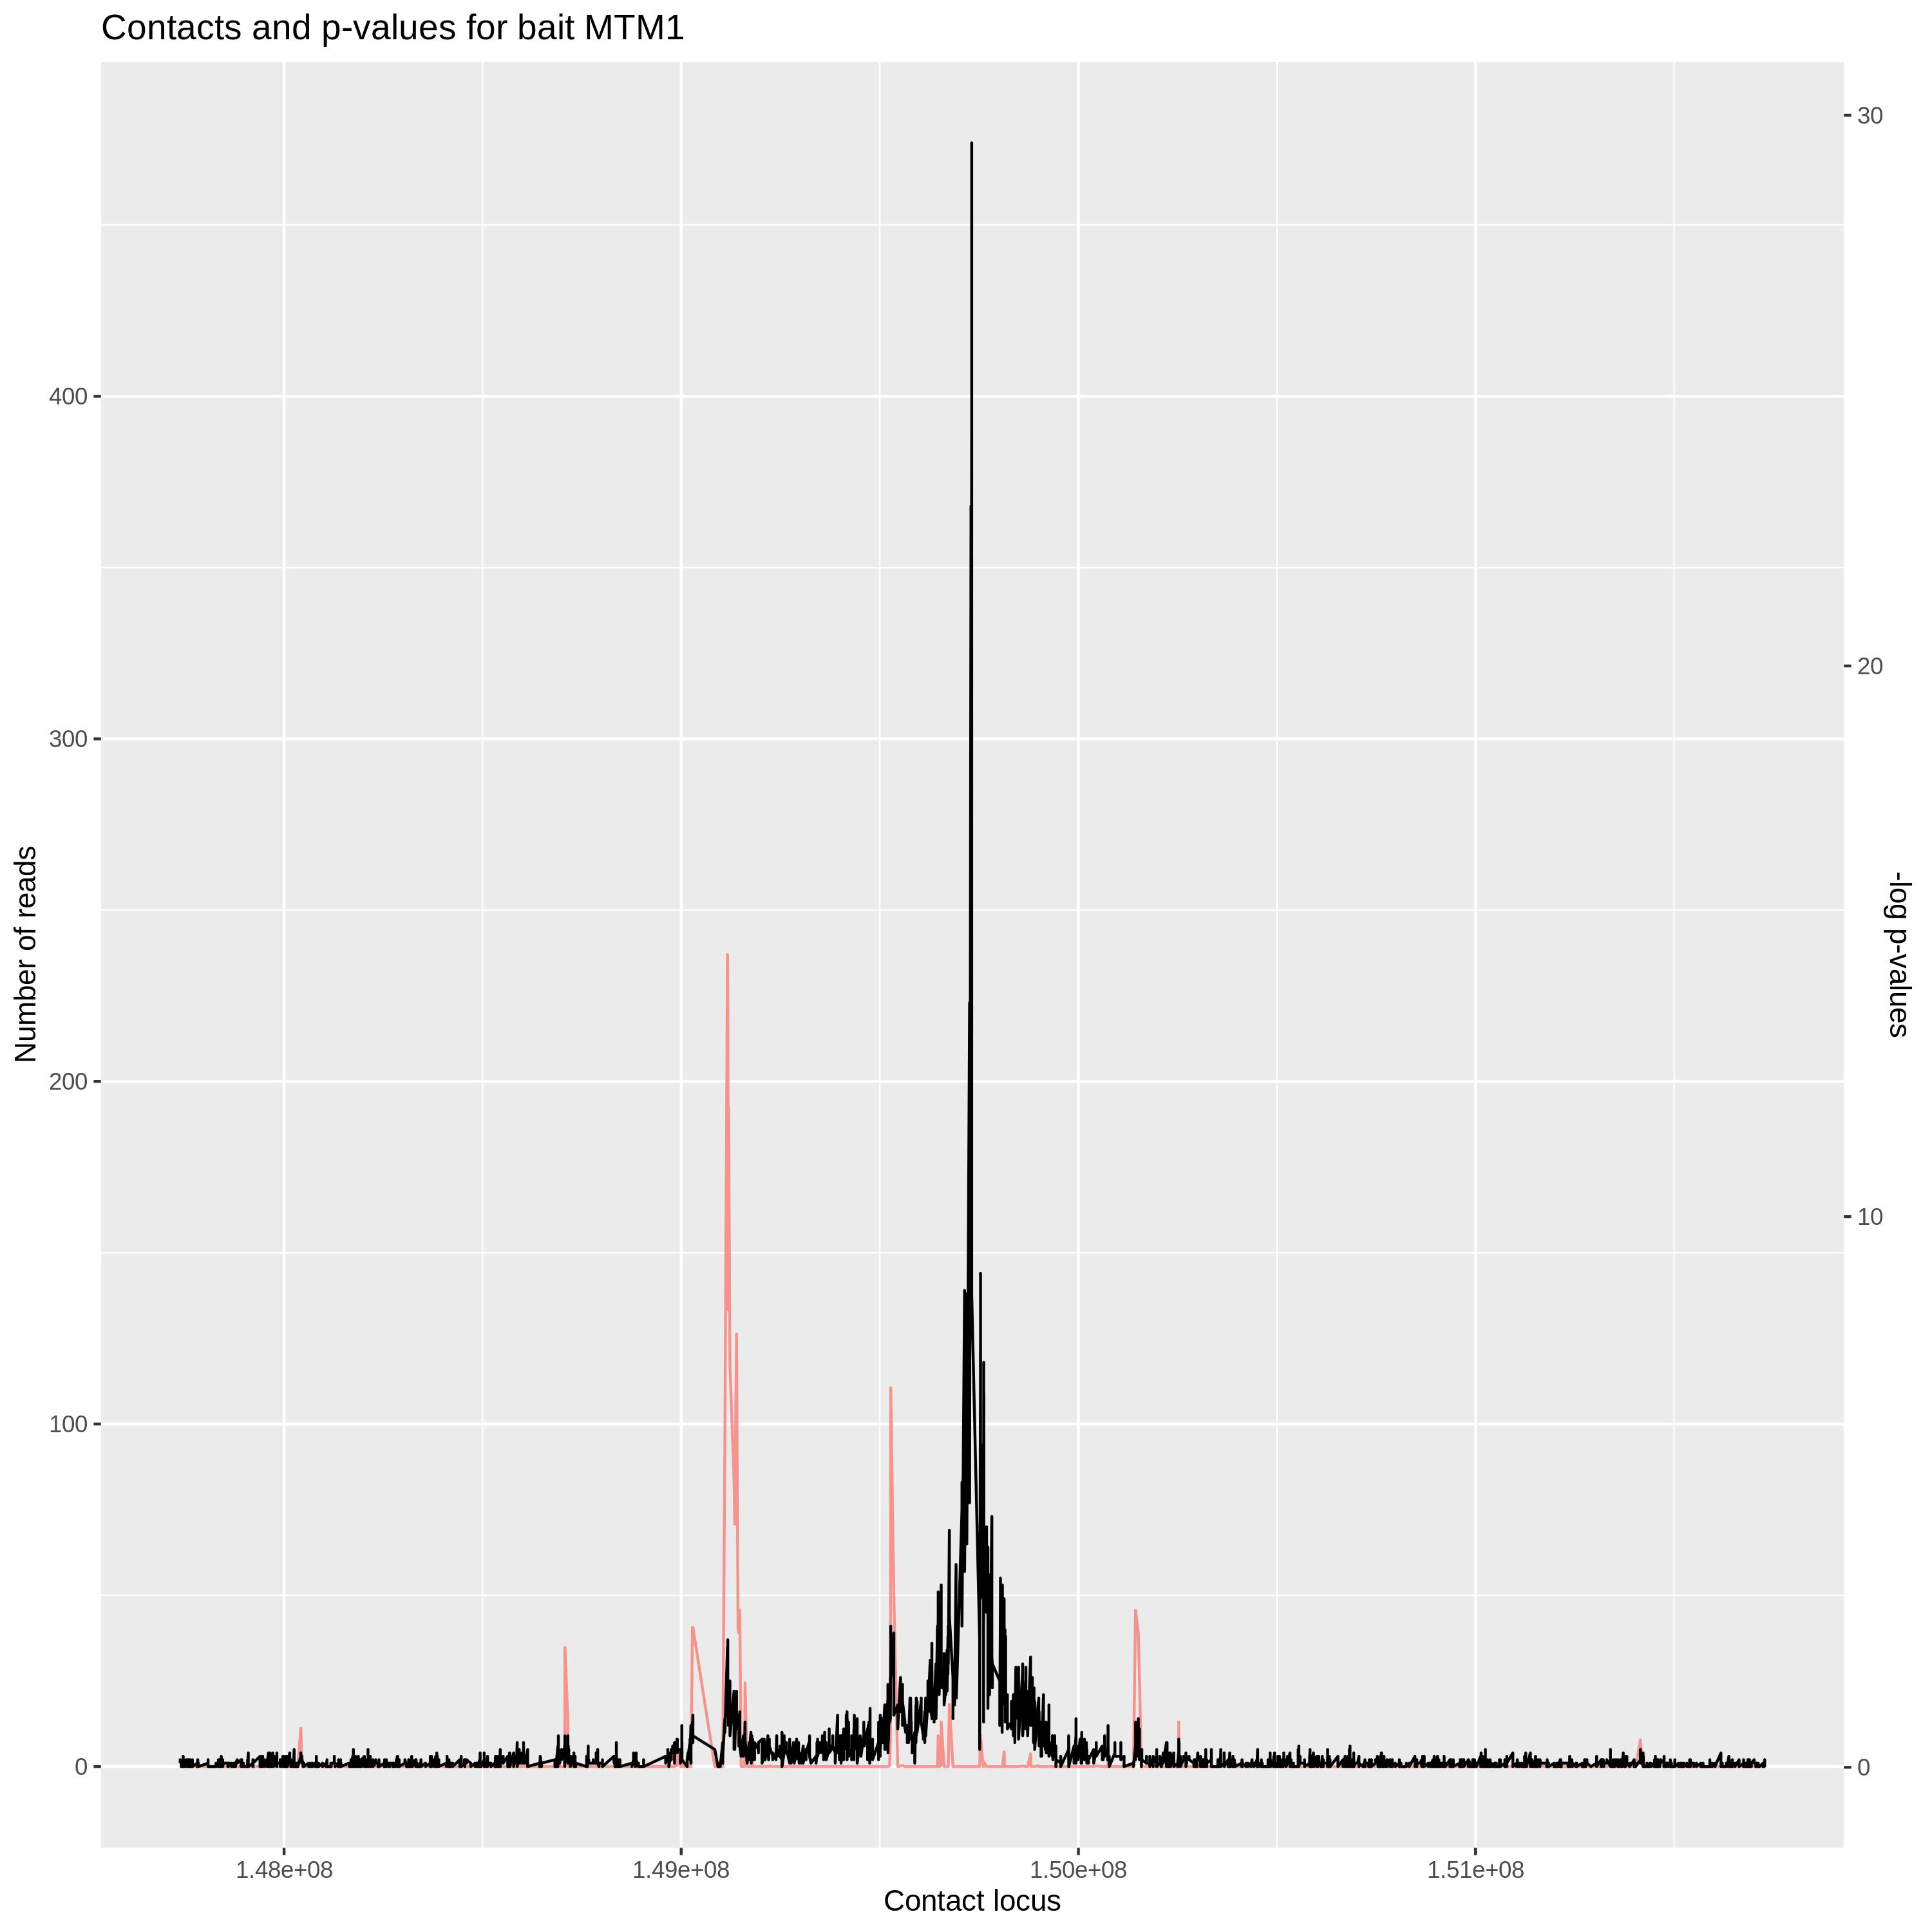 Contacts and p-values for bait MTM1
30
400
20
300
Number of reads
-log p-values
200
10
100
0
0
1.48e+08
1.49e+08
1.50e+08
1.51e+08
Contact locus